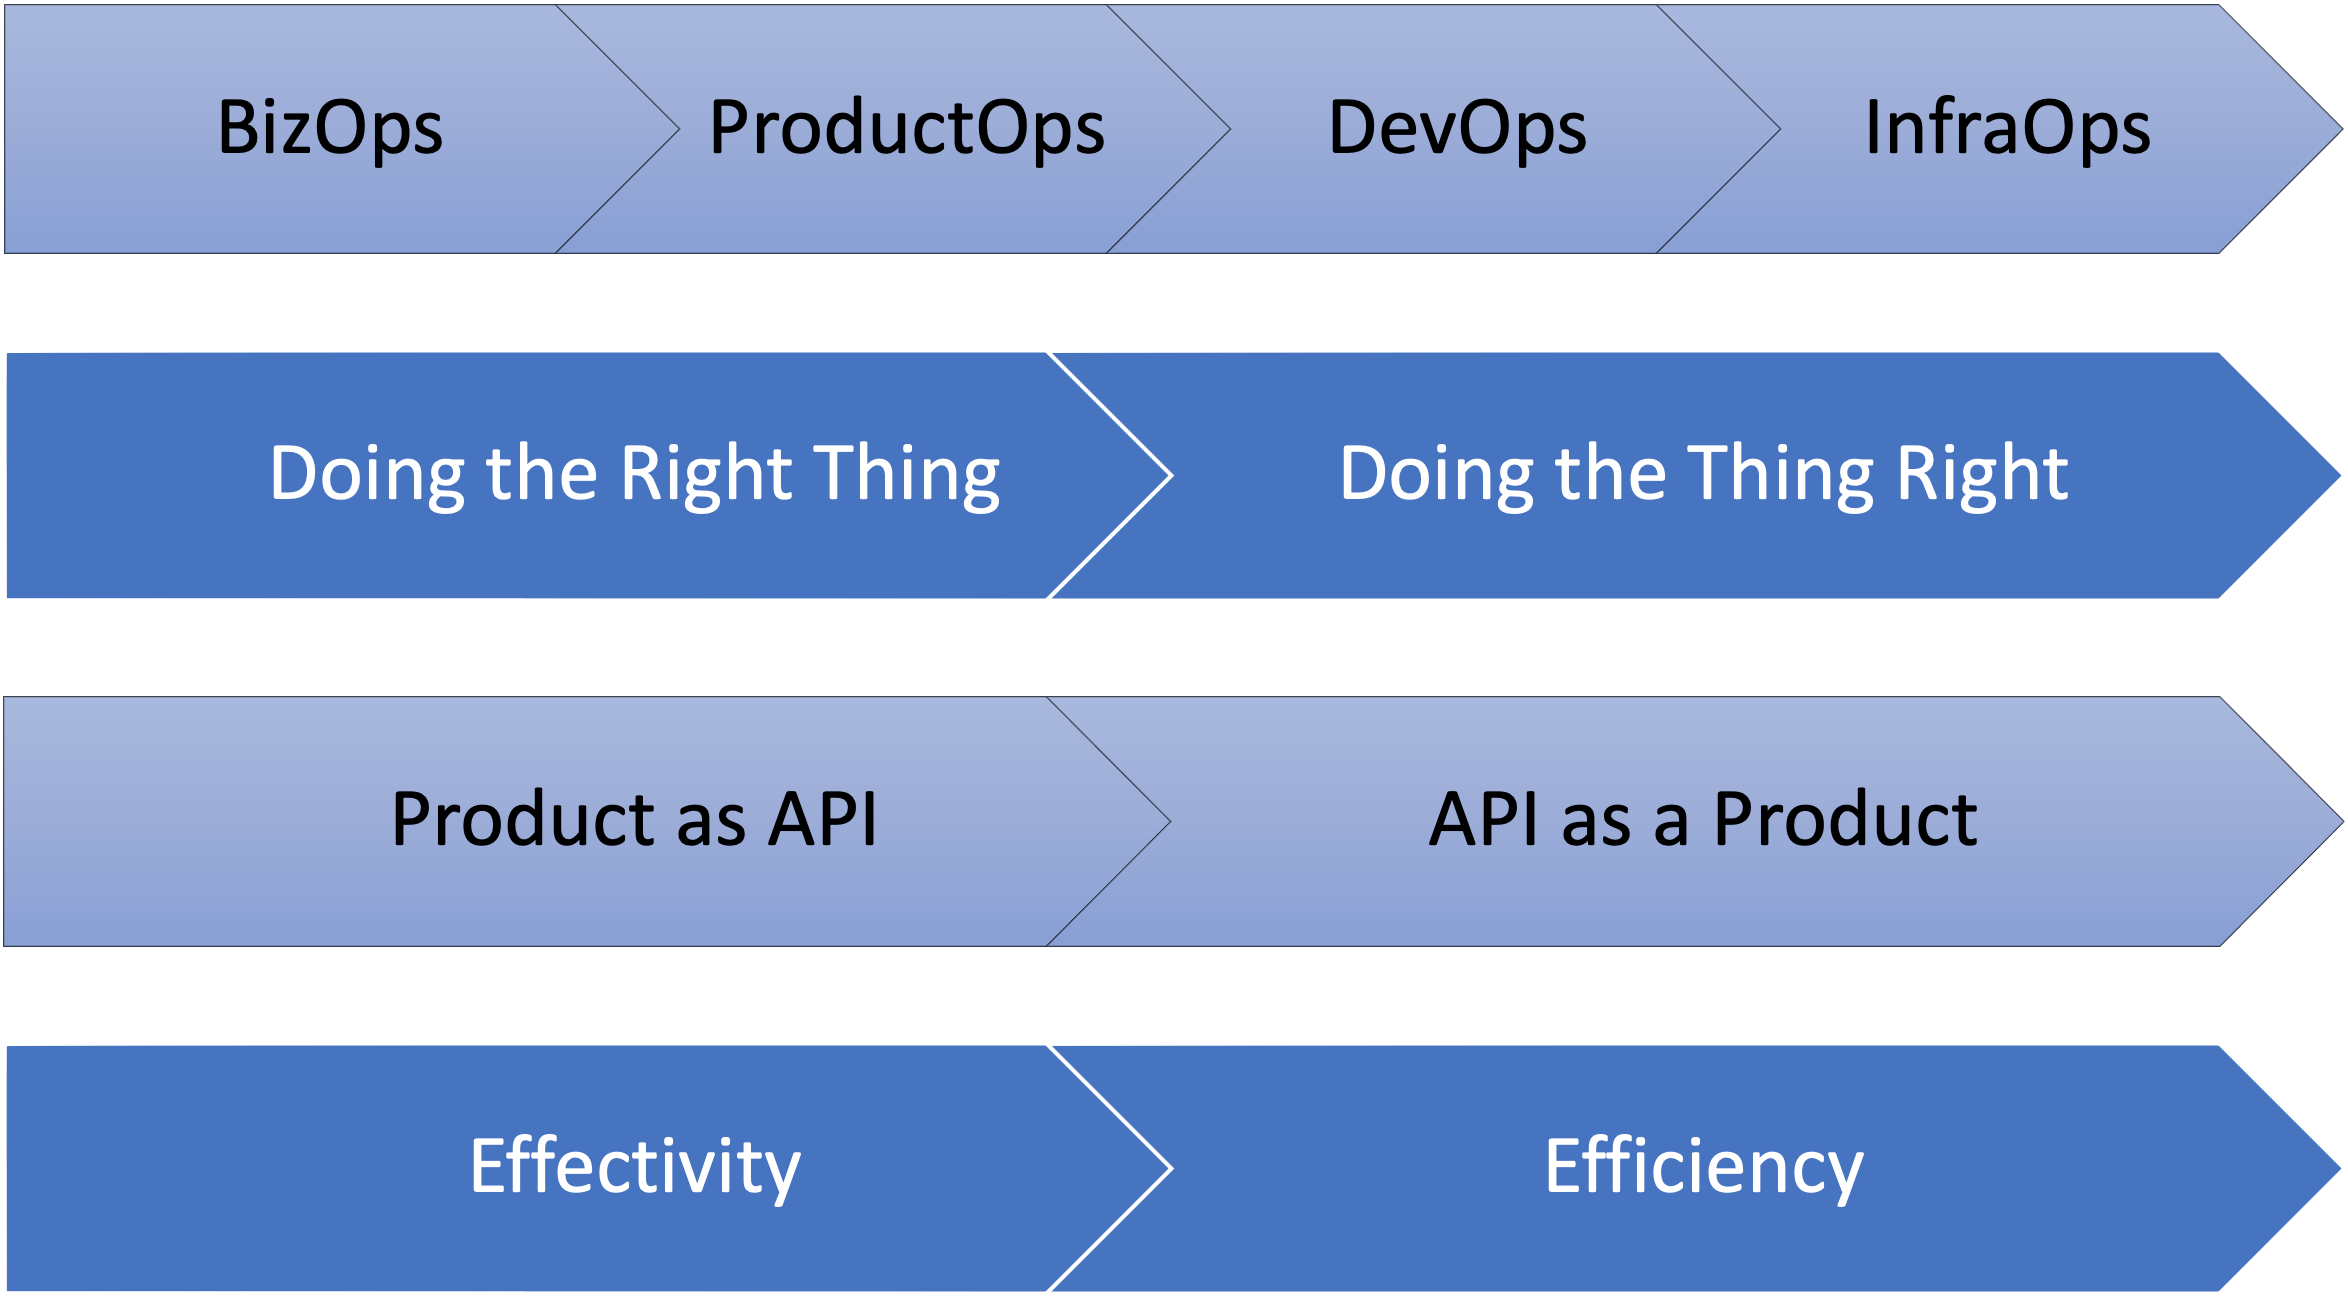 BizOps
ProductOps
DevOps
InfraOps
Doing the Right Thing
Doing the Thing Right
Product as API
API as a Product
Effectivity
Efficiency